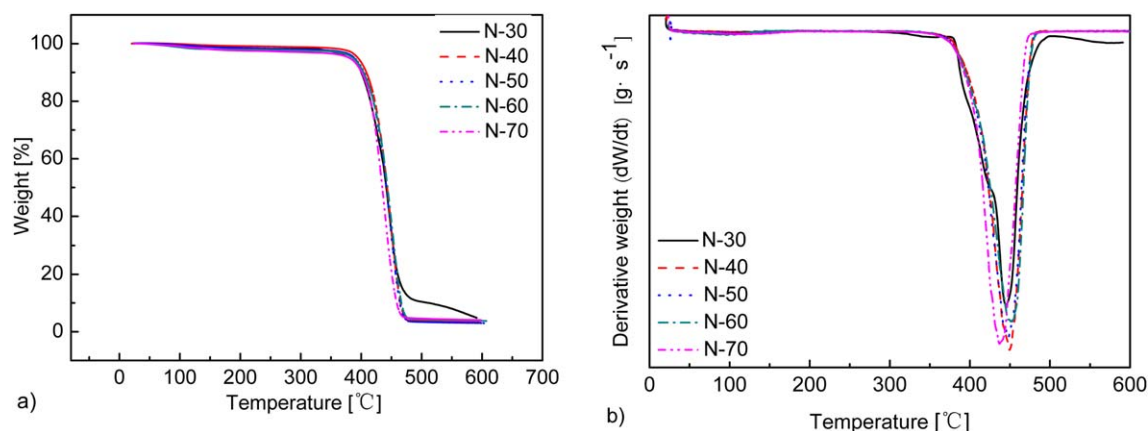 N-30
N-40
N-50
N-60
N-70
100
80
60
40
20
0
Weight [%]
0 100 200 300 400 500 600 700
Temperature [℃]
a)
Derivative weight (dW/dt) [g· s⁻¹]
N-30
N-40
N-50
N-60
N-70
0 100 200 300 400 500 600
Temperature [℃]
b)